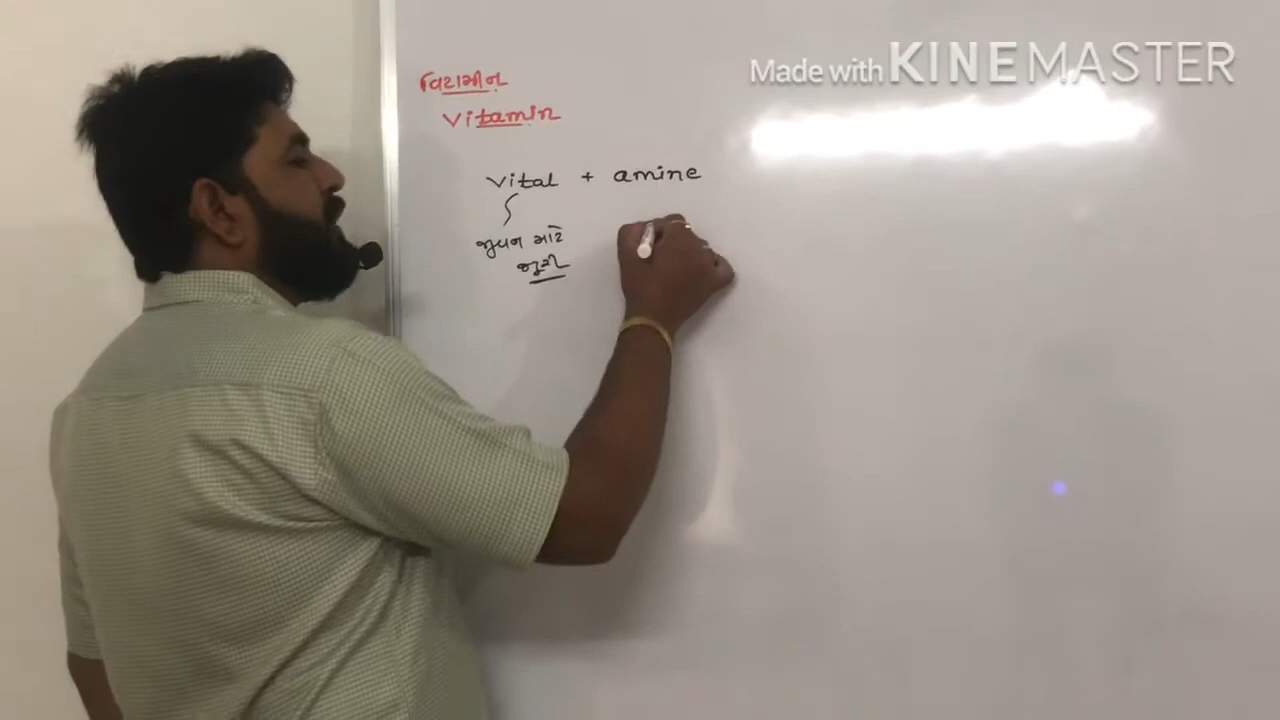 વિટામીન
Vitamin
Vital + amine
જીવન માટે
જરૂરી
Made with KINEMASTER